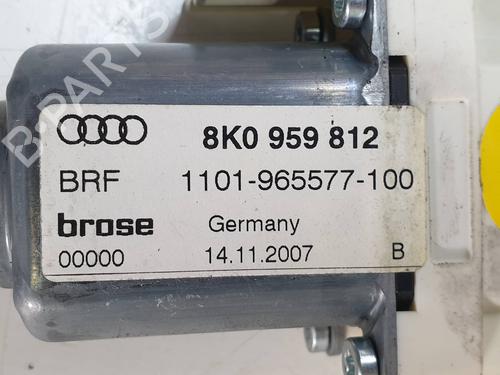 8K0 959 812
BRF 1101-965577-100
brose Germany
00000 14.11.2007 B
B-PARTS